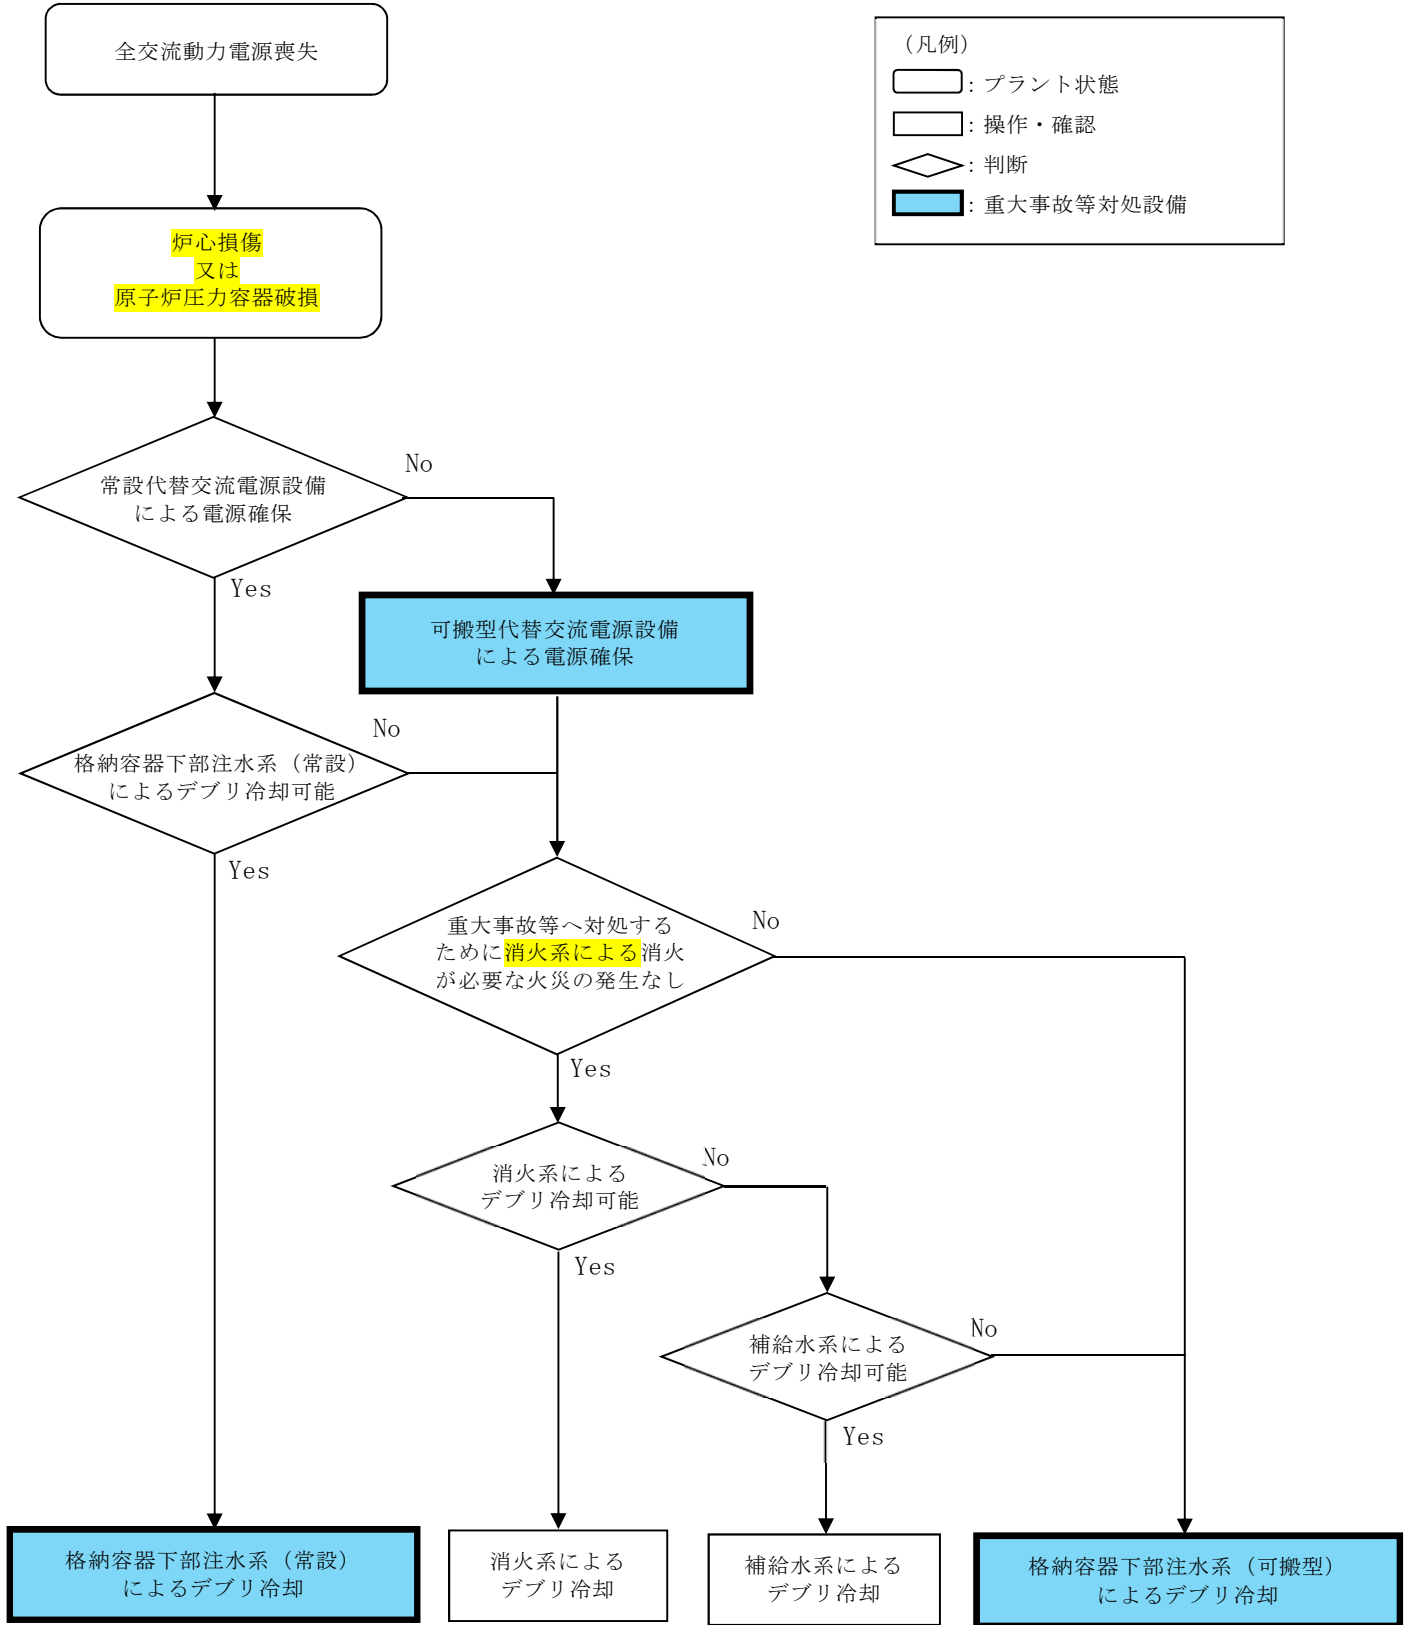 全交流動力電源喪失
(凡例)
: プラント状態
: 操作・確認
: 判断
: 重大事故等対処設備
炉心損傷
又は
原子炉圧力容器破損
常設代替交流電源設備
による電源確保
No
Yes
可搬型代替交流電源設備
による電源確保
格納容器下部注水系（常設）
によるデブリ冷却可能
No
Yes
重大事故等へ対処する
ために消火系による消火
が必要な火災の発生なし
No
Yes
消火系による
デブリ冷却可能
No
Yes
補給水系による
デブリ冷却可能
No
Yes
格納容器下部注水系（常設）
によるデブリ冷却
消火系による
デブリ冷却
補給水系による
デブリ冷却
格納容器下部注水系（可搬型）
によるデブリ冷却